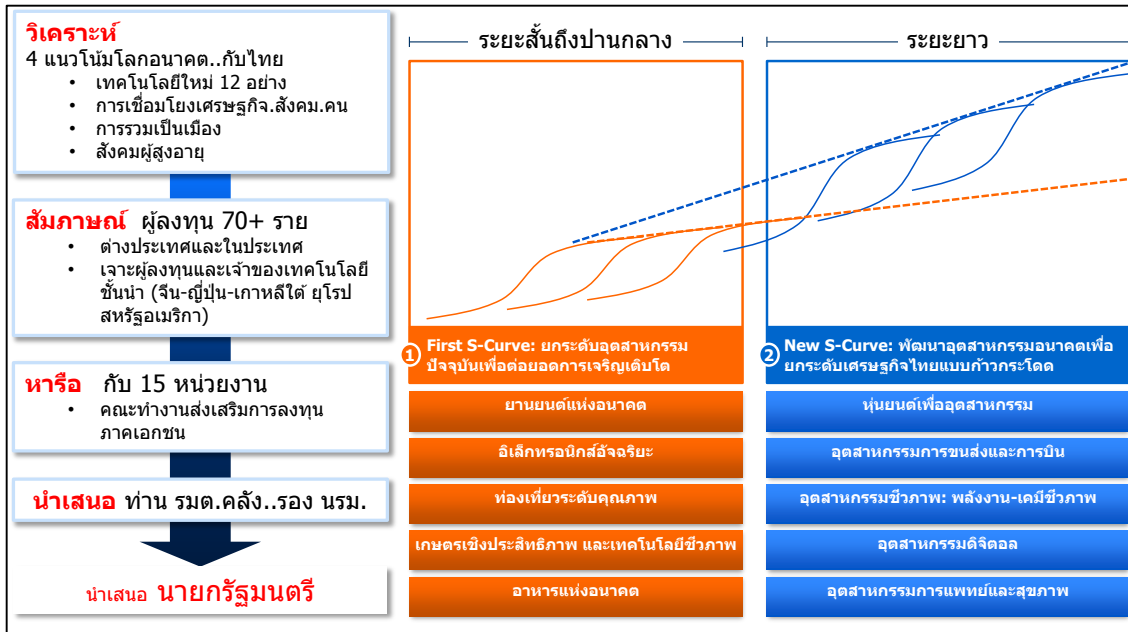 วิเคราะห์
4 แนวโน้มโลกอนาคต..กับไทย
• เทคโนโลยีใหม่ 12 อย่าง
• การเชื่อมโยงเศรษฐกิจ.สังคม.คน
• การรวมเป็นเมือง
• สังคมผู้สูงอายุ
สัมภาษณ์ ผู้ลงทุน 70+ ราย
• ต่างประเทศและในประเทศ
• เจาะผู้ลงทุนและเจ้าของเทคโนโลยี
ชั้นนำ (จีน-ญี่ปุ่น-เกาหลีใต้ ยุโรป
สหรัฐอเมริกา)
หารือ กับ 15 หน่วยงาน
• คณะทำงานส่งเสริมการลงทุน
ภาคเอกชน
นำเสนอ ท่าน รมต.คลัง..รอง นรม.
นำเสนอ นายกรัฐมนตรี
ระยะสั้นถึงปานกลาง
1 First S-Curve: ยกระดับอุตสาหกรรม
ปัจจุบันเพื่อต่อยอดการเจริญเติบโต
ยานยนต์แห่งอนาคต
อิเล็กทรอนิกส์อัจฉริยะ
ท่องเที่ยวระดับคุณภาพ
เกษตรเชิงประสิทธิภาพ และเทคโนโลยีชีวภาพ
อาหารแห่งอนาคต
ระยะยาว
2 New S-Curve: พัฒนาอุตสาหกรรมอนาคตเพื่อ
ยกระดับเศรษฐกิจไทยแบบก้าวกระโดด
หุ่นยนต์เพื่ออุตสาหกรรม
อุตสาหกรรมการขนส่งและการบิน
อุตสาหกรรมชีวภาพ: พลังงาน-เคมีชีวภาพ
อุตสาหกรรมดิจิตอล
อุตสาหกรรมการแพทย์และสุขภาพ